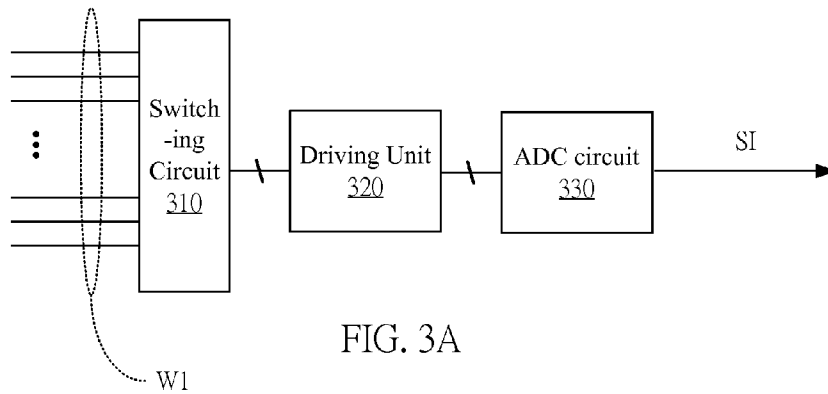 Switch
-ing
Circuit
310
Driving Unit
320
ADC circuit
330
SI
FIG. 3A
W1